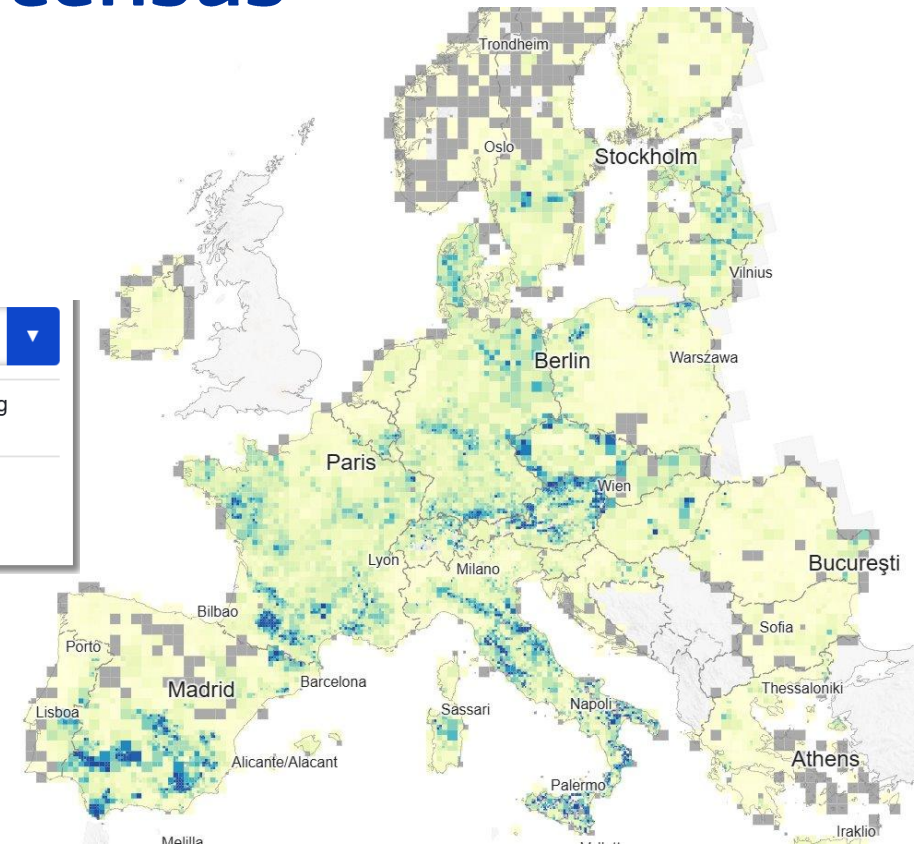 census
Trondheim
Oslo
Stockholm
Vilnius
▼
Berlin
Warszawa
g
Paris
Wien
Lyon
Milano
Bucureşti
Bilbao
Sofia
Porto
Madrid
Barcelona
Thessaloniki
Sassari
Napoli
Lisboa
Alicante/Alacant
Athens
Palermo
Iraklio
Melilla